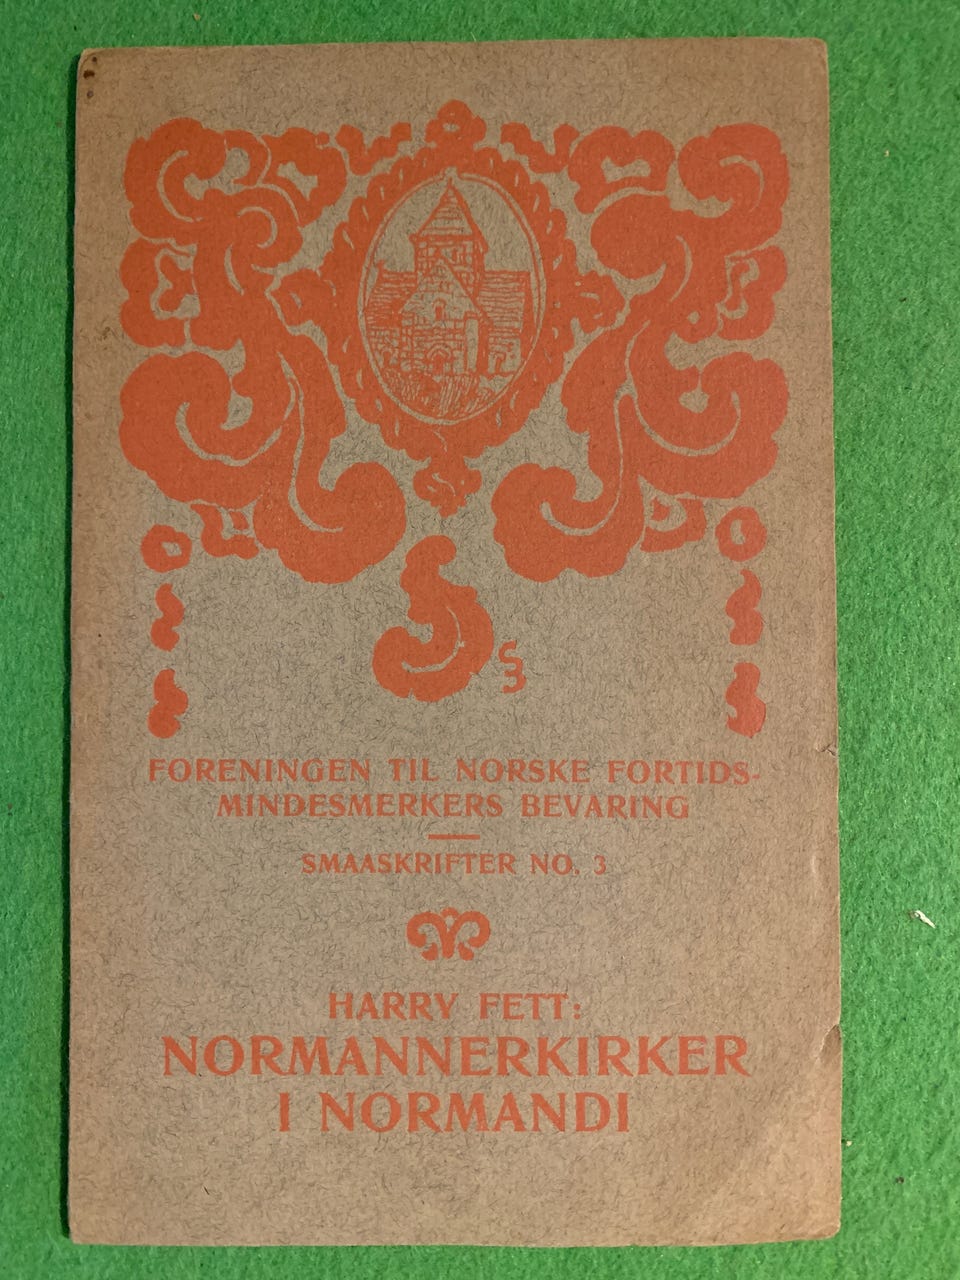 FORENINGEN TIL NORSKE FORTIDS-
MINDESMERKERS BEVARING
SMAASKRIFTER NO. 3
HARRY FETT:
NORMANNERKIRKER
I NORMANDI